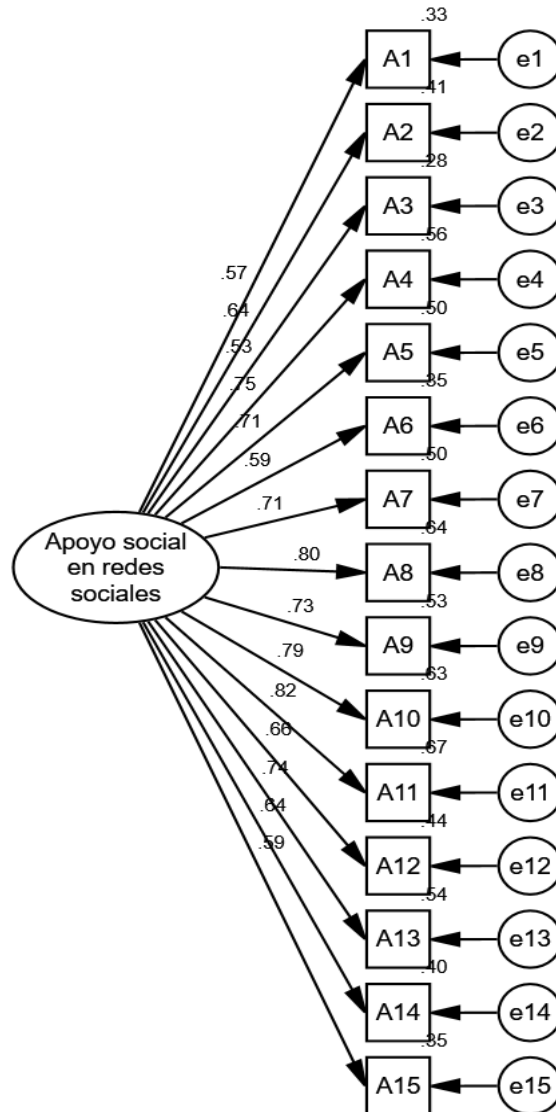 .33
A1
e1
.41
A2
e2
.28
A3
e3
.56
A4
e4
.50
A5
e5
.35
A6
e6
.50
A7
e7
.64
A8
e8
.53
A9
e9
.63
A10
e10
.67
A11
e11
.44
A12
e12
.54
A13
e13
.40
A14
e14
.35
A15
e15
.57
.64
.53
.75
.71
.59
.71
.80
.73
.79
.82
.66
.74
.64
.59
Apoyo social
en redes
sociales